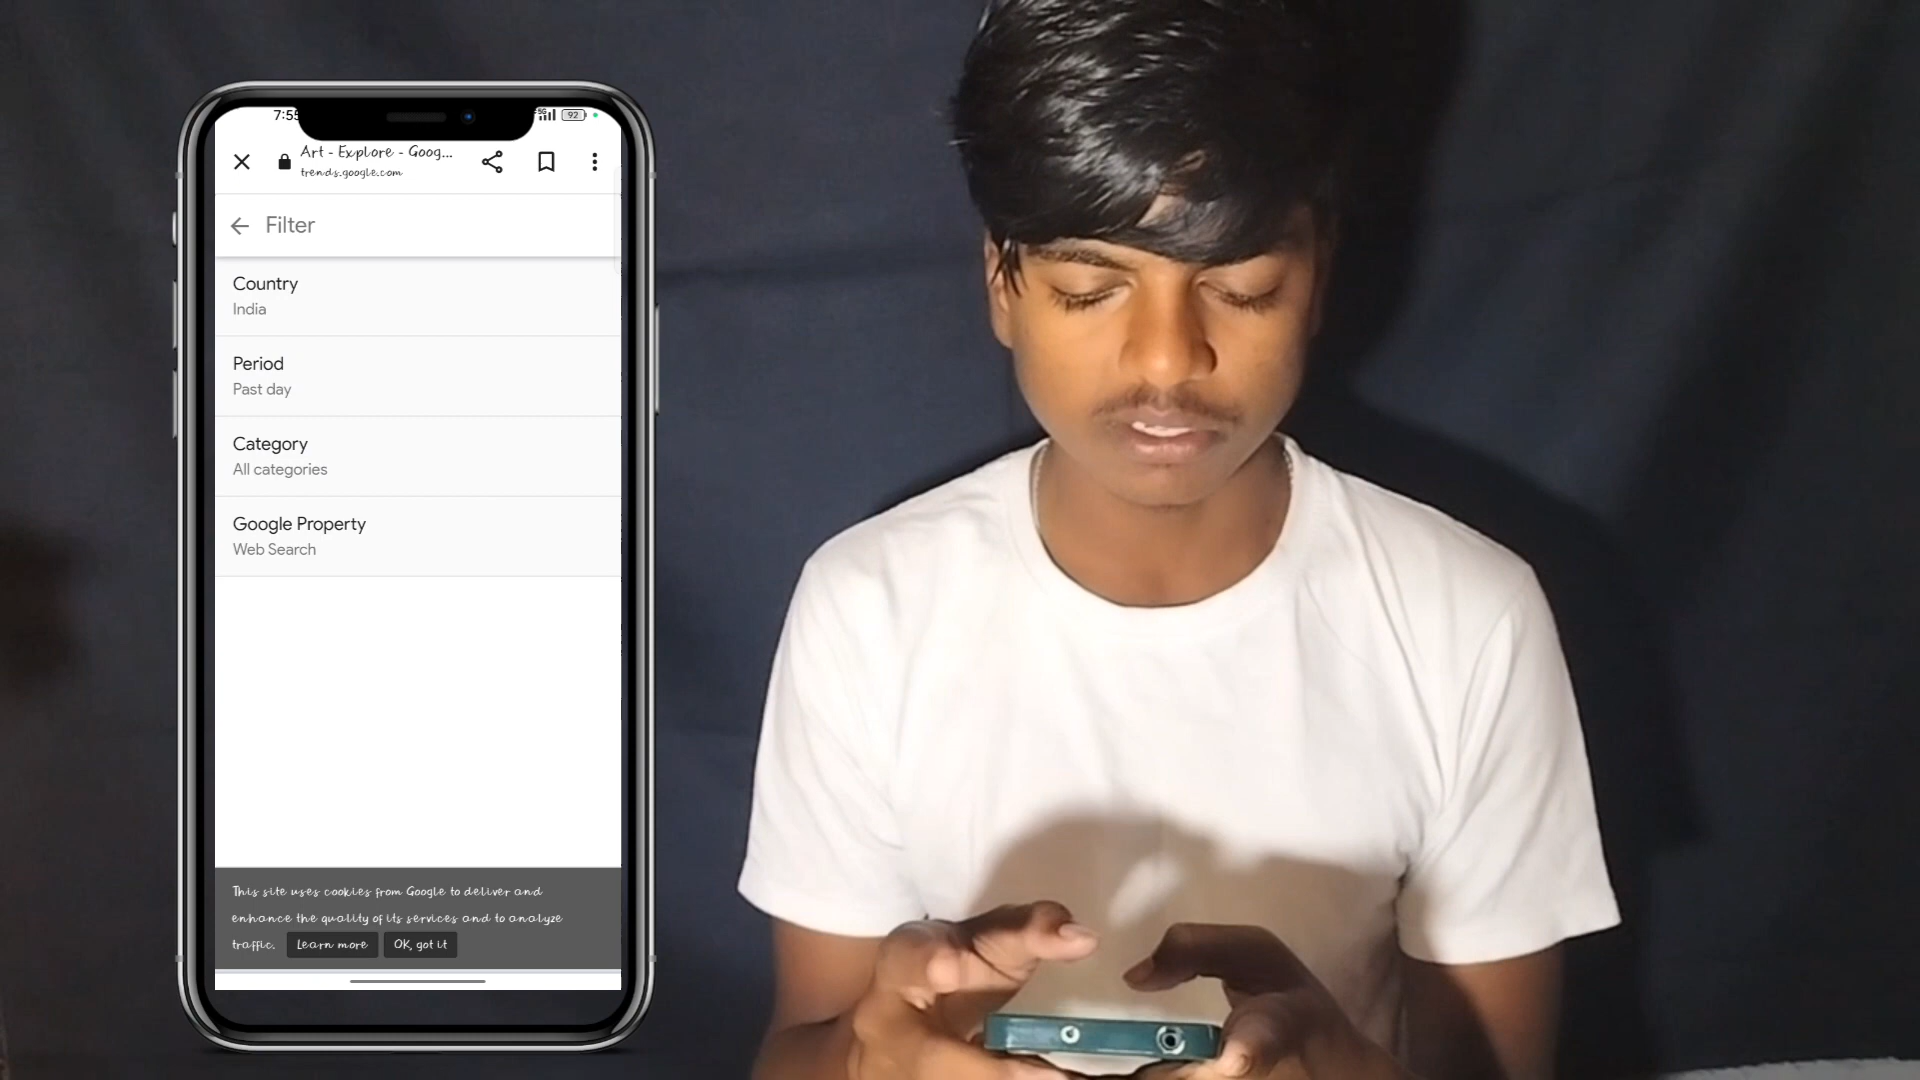 7:55
5G
92
Art - Explore - Goog...
trends.google.com
Filter
Country
India
Period
Past day
Category
All categories
Google Property
Web Search
This site uses cookies from Google to deliver and
enhance the quality of its services and to analyze
traffic. Learn more OK, got it